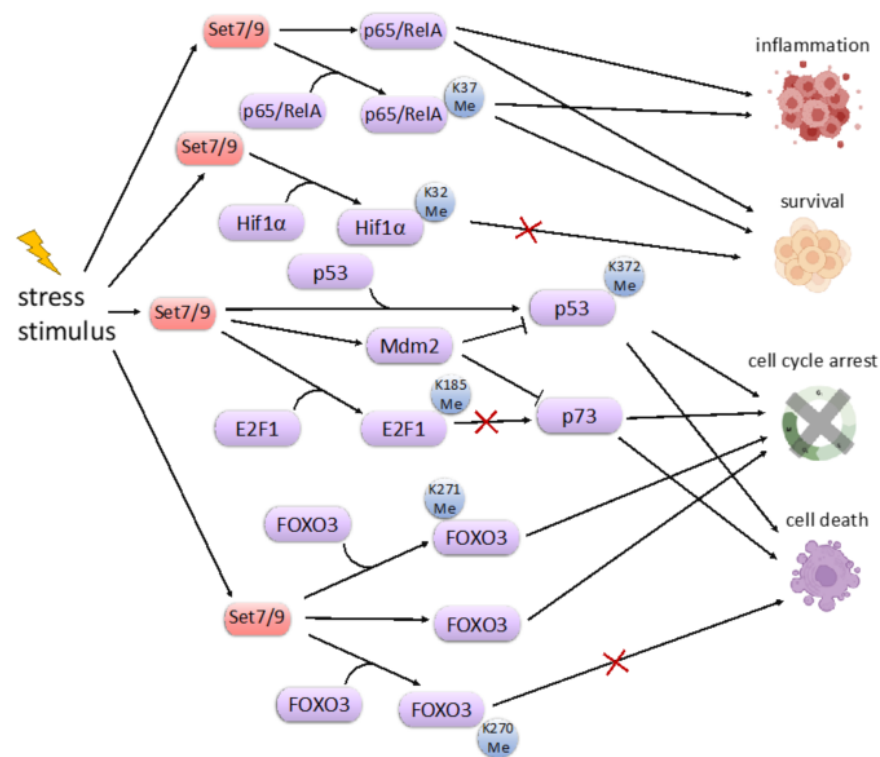 Set7/9
p65/RelA
inflammation
p65/RelA
p65/RelA
K37
Me
Set7/9
Hif1α
Hif1α
K32
Me
survival
stress
stimulus
p53
Set7/9
p53
K372
Me
Mdm2
cell cycle arrest
E2F1
E2F1
K185
Me
p73
FOXO3
K271
Me
FOXO3
cell death
Set7/9
FOXO3
FOXO3
FOXO3
K270
Me